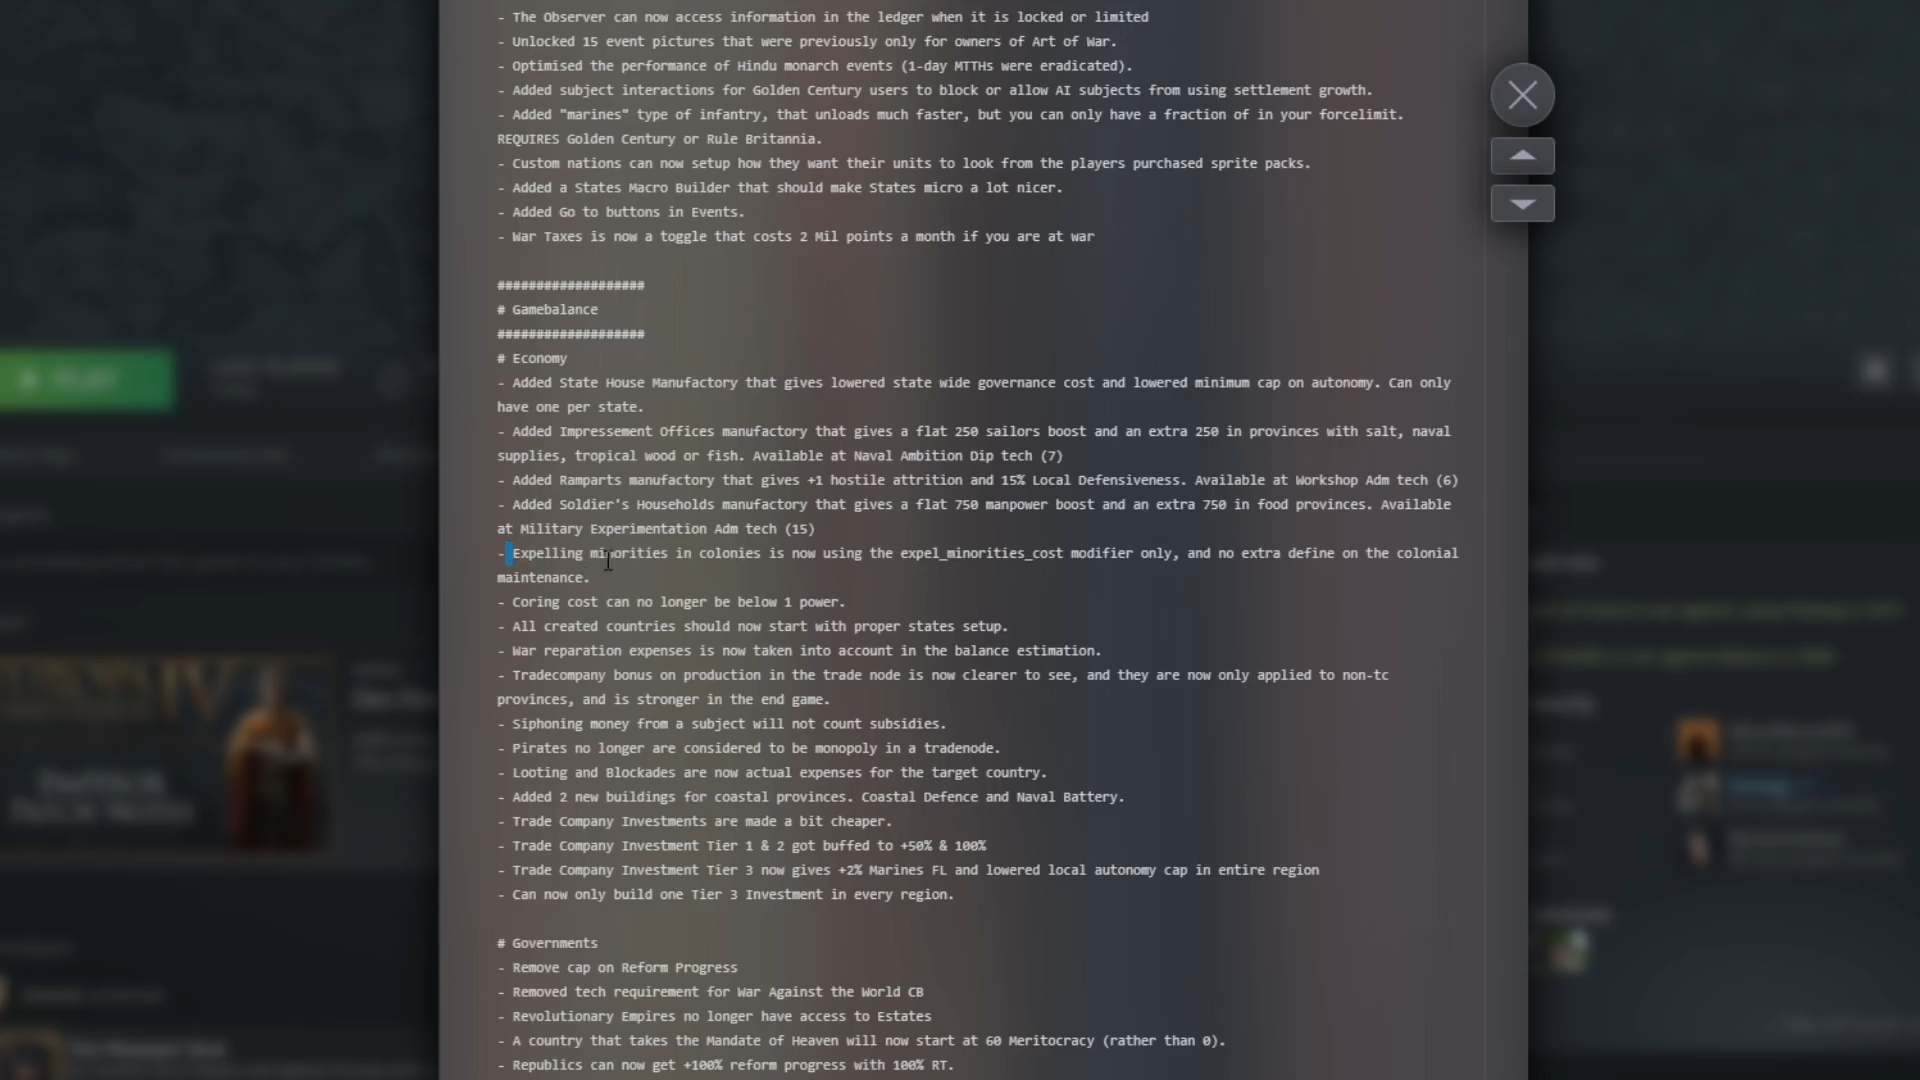 - The Observer can now access information in the ledger when it is locked or limited
- Unlocked 15 event pictures that were previously only for owners of Art of War.
- Optimised the performance of Hindu monarch events (1-day MTTHs were eradicated).
- Added subject interactions for Golden Century users to block or allow AI subjects from using settlement growth.
- Added "marines" type of infantry, that unloads much faster, but you can only have a fraction of in your forcelimit.
REQUIRES Golden Century or Rule Britannia.
- Custom nations can now setup how they want their units to look from the players purchased sprite packs.
- Added a States Macro Builder that should make States micro a lot nicer.
- Added Go to buttons in Events.
- War Taxes is now a toggle that costs 2 Mil points a month if you are at war
###################
# Gamebalance
###################
# Economy
- Added State House Manufactory that gives lowered state wide governance cost and lowered minimum cap on autonomy. Can only
have one per state.
- Added Impressement Offices manufactory that gives a flat 250 sailors boost and an extra 250 in provinces with salt, naval
supplies, tropical wood or fish. Available at Naval Ambition Dip tech (7)
- Added Ramparts manufactory that gives +1 hostile attrition and 15% Local Defensiveness. Available at Workshop Adm tech (6)
- Added Soldier's Households manufactory that gives a flat 750 manpower boost and an extra 750 in food provinces. Available
at Military Experimentation Adm tech (15)
- Expelling minorities in colonies is now using the expel_minorities_cost modifier only, and no extra define on the colonial
maintenance.
- Coring cost can no longer be below 1 power.
- All created countries should now start with proper states setup.
- War reparation expenses is now taken into account in the balance estimation.
- Tradecompany bonus on production in the trade node is now clearer to see, and they are now only applied to non-tc
provinces, and is stronger in the end game.
- Siphoning money from a subject will not count subsidies.
- Pirates no longer are considered to be monopoly in a tradenode.
- Looting and Blockades are now actual expenses for the target country.
- Added 2 new buildings for coastal provinces. Coastal Defence and Naval Battery.
- Trade Company Investments are made a bit cheaper.
- Trade Company Investment Tier 1 & 2 got buffed to +50% & 100%
- Trade Company Investment Tier 3 now gives +2% Marines FL and lowered local autonomy cap in entire region
- Can now only build one Tier 3 Investment in every region.
# Governments
- Remove cap on Reform Progress
- Removed tech requirement for War Against the World CB
- Revolutionary Empires no longer have access to Estates
- A country that takes the Mandate of Heaven will now start at 60 Meritocracy (rather than 0).
- Republics can now get +100% reform progress with 100% RT.
PLAY